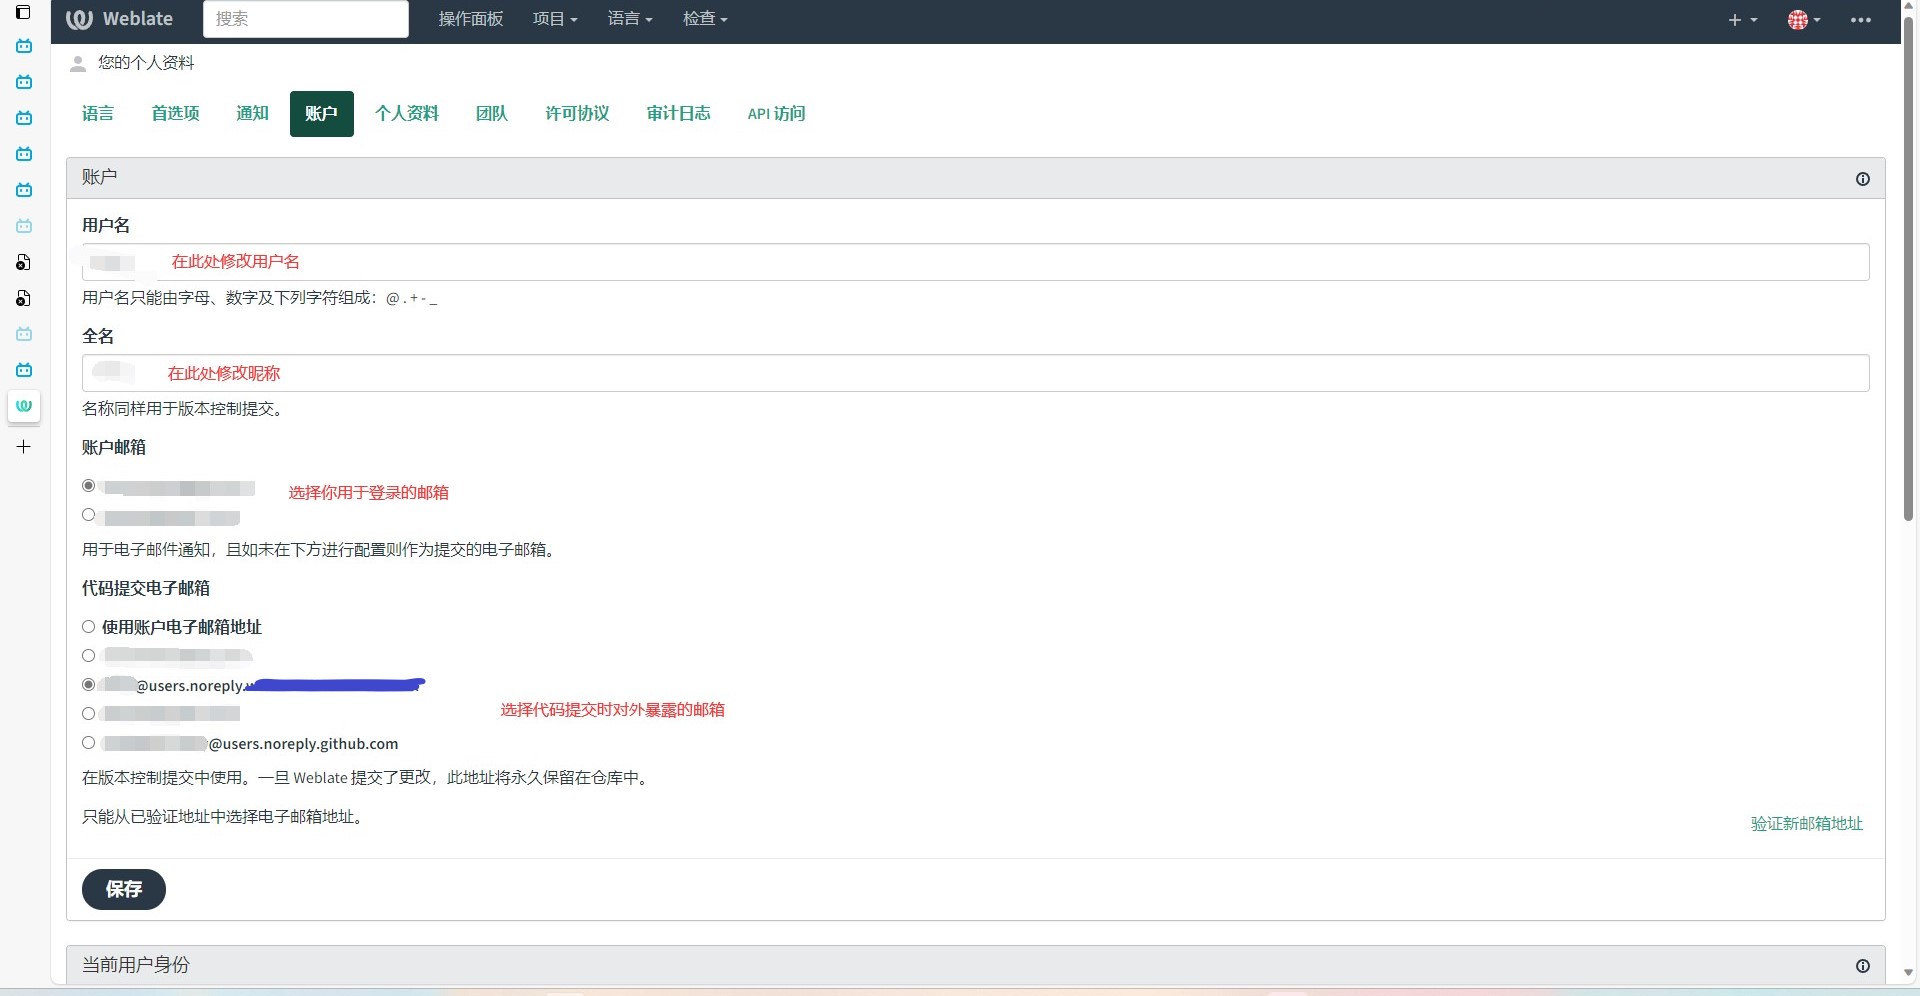 Weblate 搜索 操作面板 项目 语言 检查
您的个人资料
语言 首选项 通知 账户 个人资料 团队 许可协议 审计日志 API 访问
账户
用户名
在此处修改用户名
用户名只能由字母、数字及下列字符组成：@ . + - _
全名
在此处修改昵称
名称同样用于版本控制提交。
账户邮箱
选择你用于登录的邮箱
用于电子邮件通知，且如未在下方进行配置则作为提交的电子邮箱。
代码提交电子邮箱
使用账户电子邮箱地址
@users.noreply.
选择代码提交时对外暴露的邮箱
@users.noreply.github.com
在版本控制提交中使用。一旦 Weblate 提交了更改，此地址将永久保留在仓库中。
只能从已验证地址中选择电子邮箱地址。
验证新邮箱地址
保存
当前用户身份